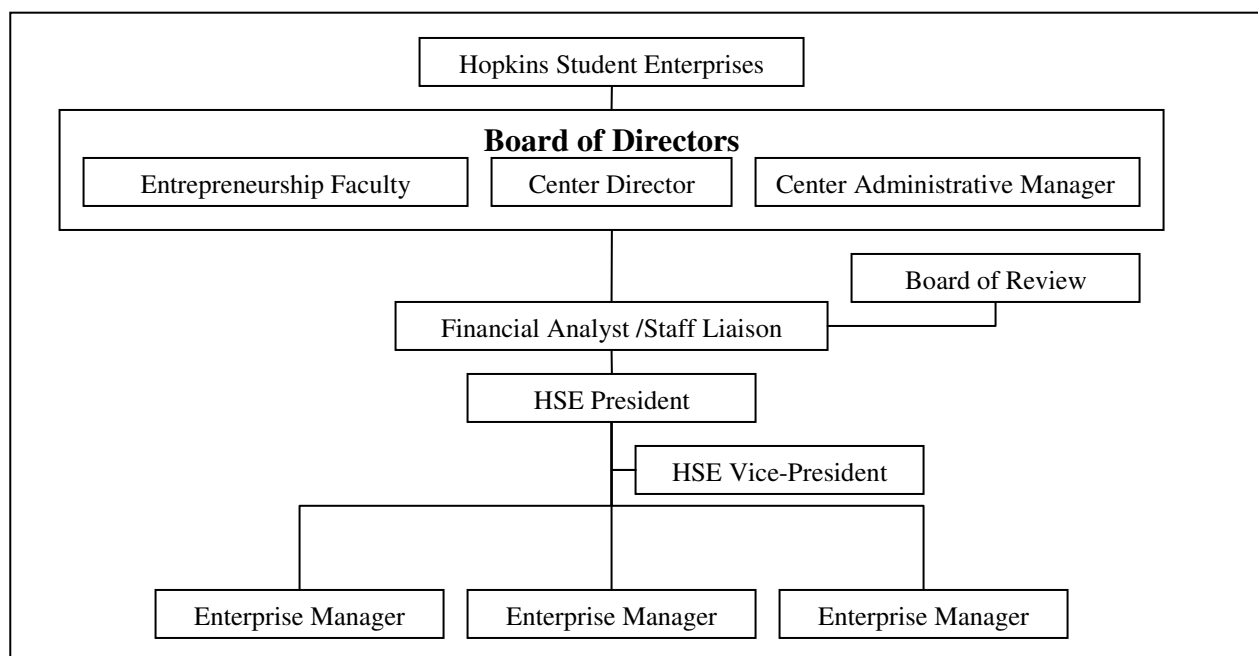 Hopkins Student Enterprises
Board of Directors
Entrepreneurship Faculty
Center Director
Center Administrative Manager
Board of Review
Financial Analyst /Staff Liaison
HSE President
HSE Vice-President
Enterprise Manager
Enterprise Manager
Enterprise Manager